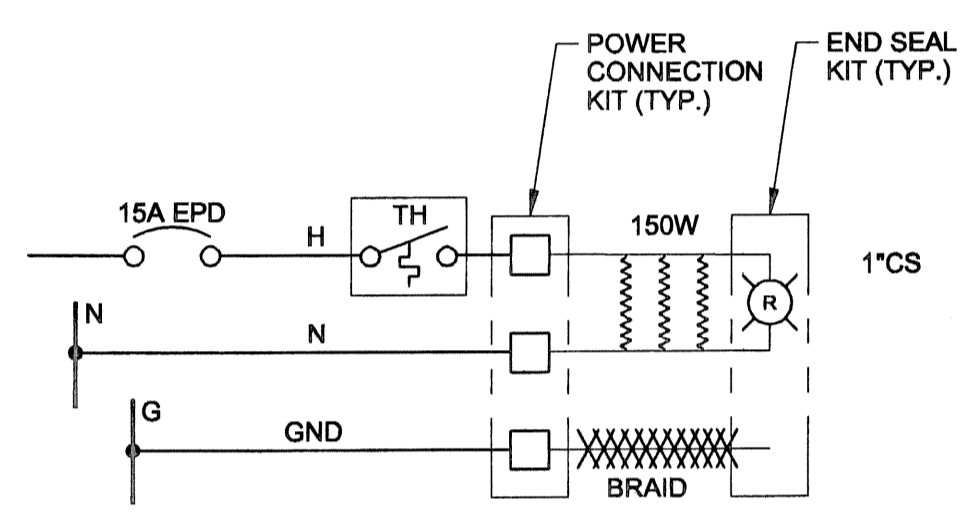 POWER
CONNECTION
KIT (TYP.)
END SEAL
KIT (TYP.)
15A EPD
H
TH
150W
1"CS
R
N
N
G
GND
BRAID